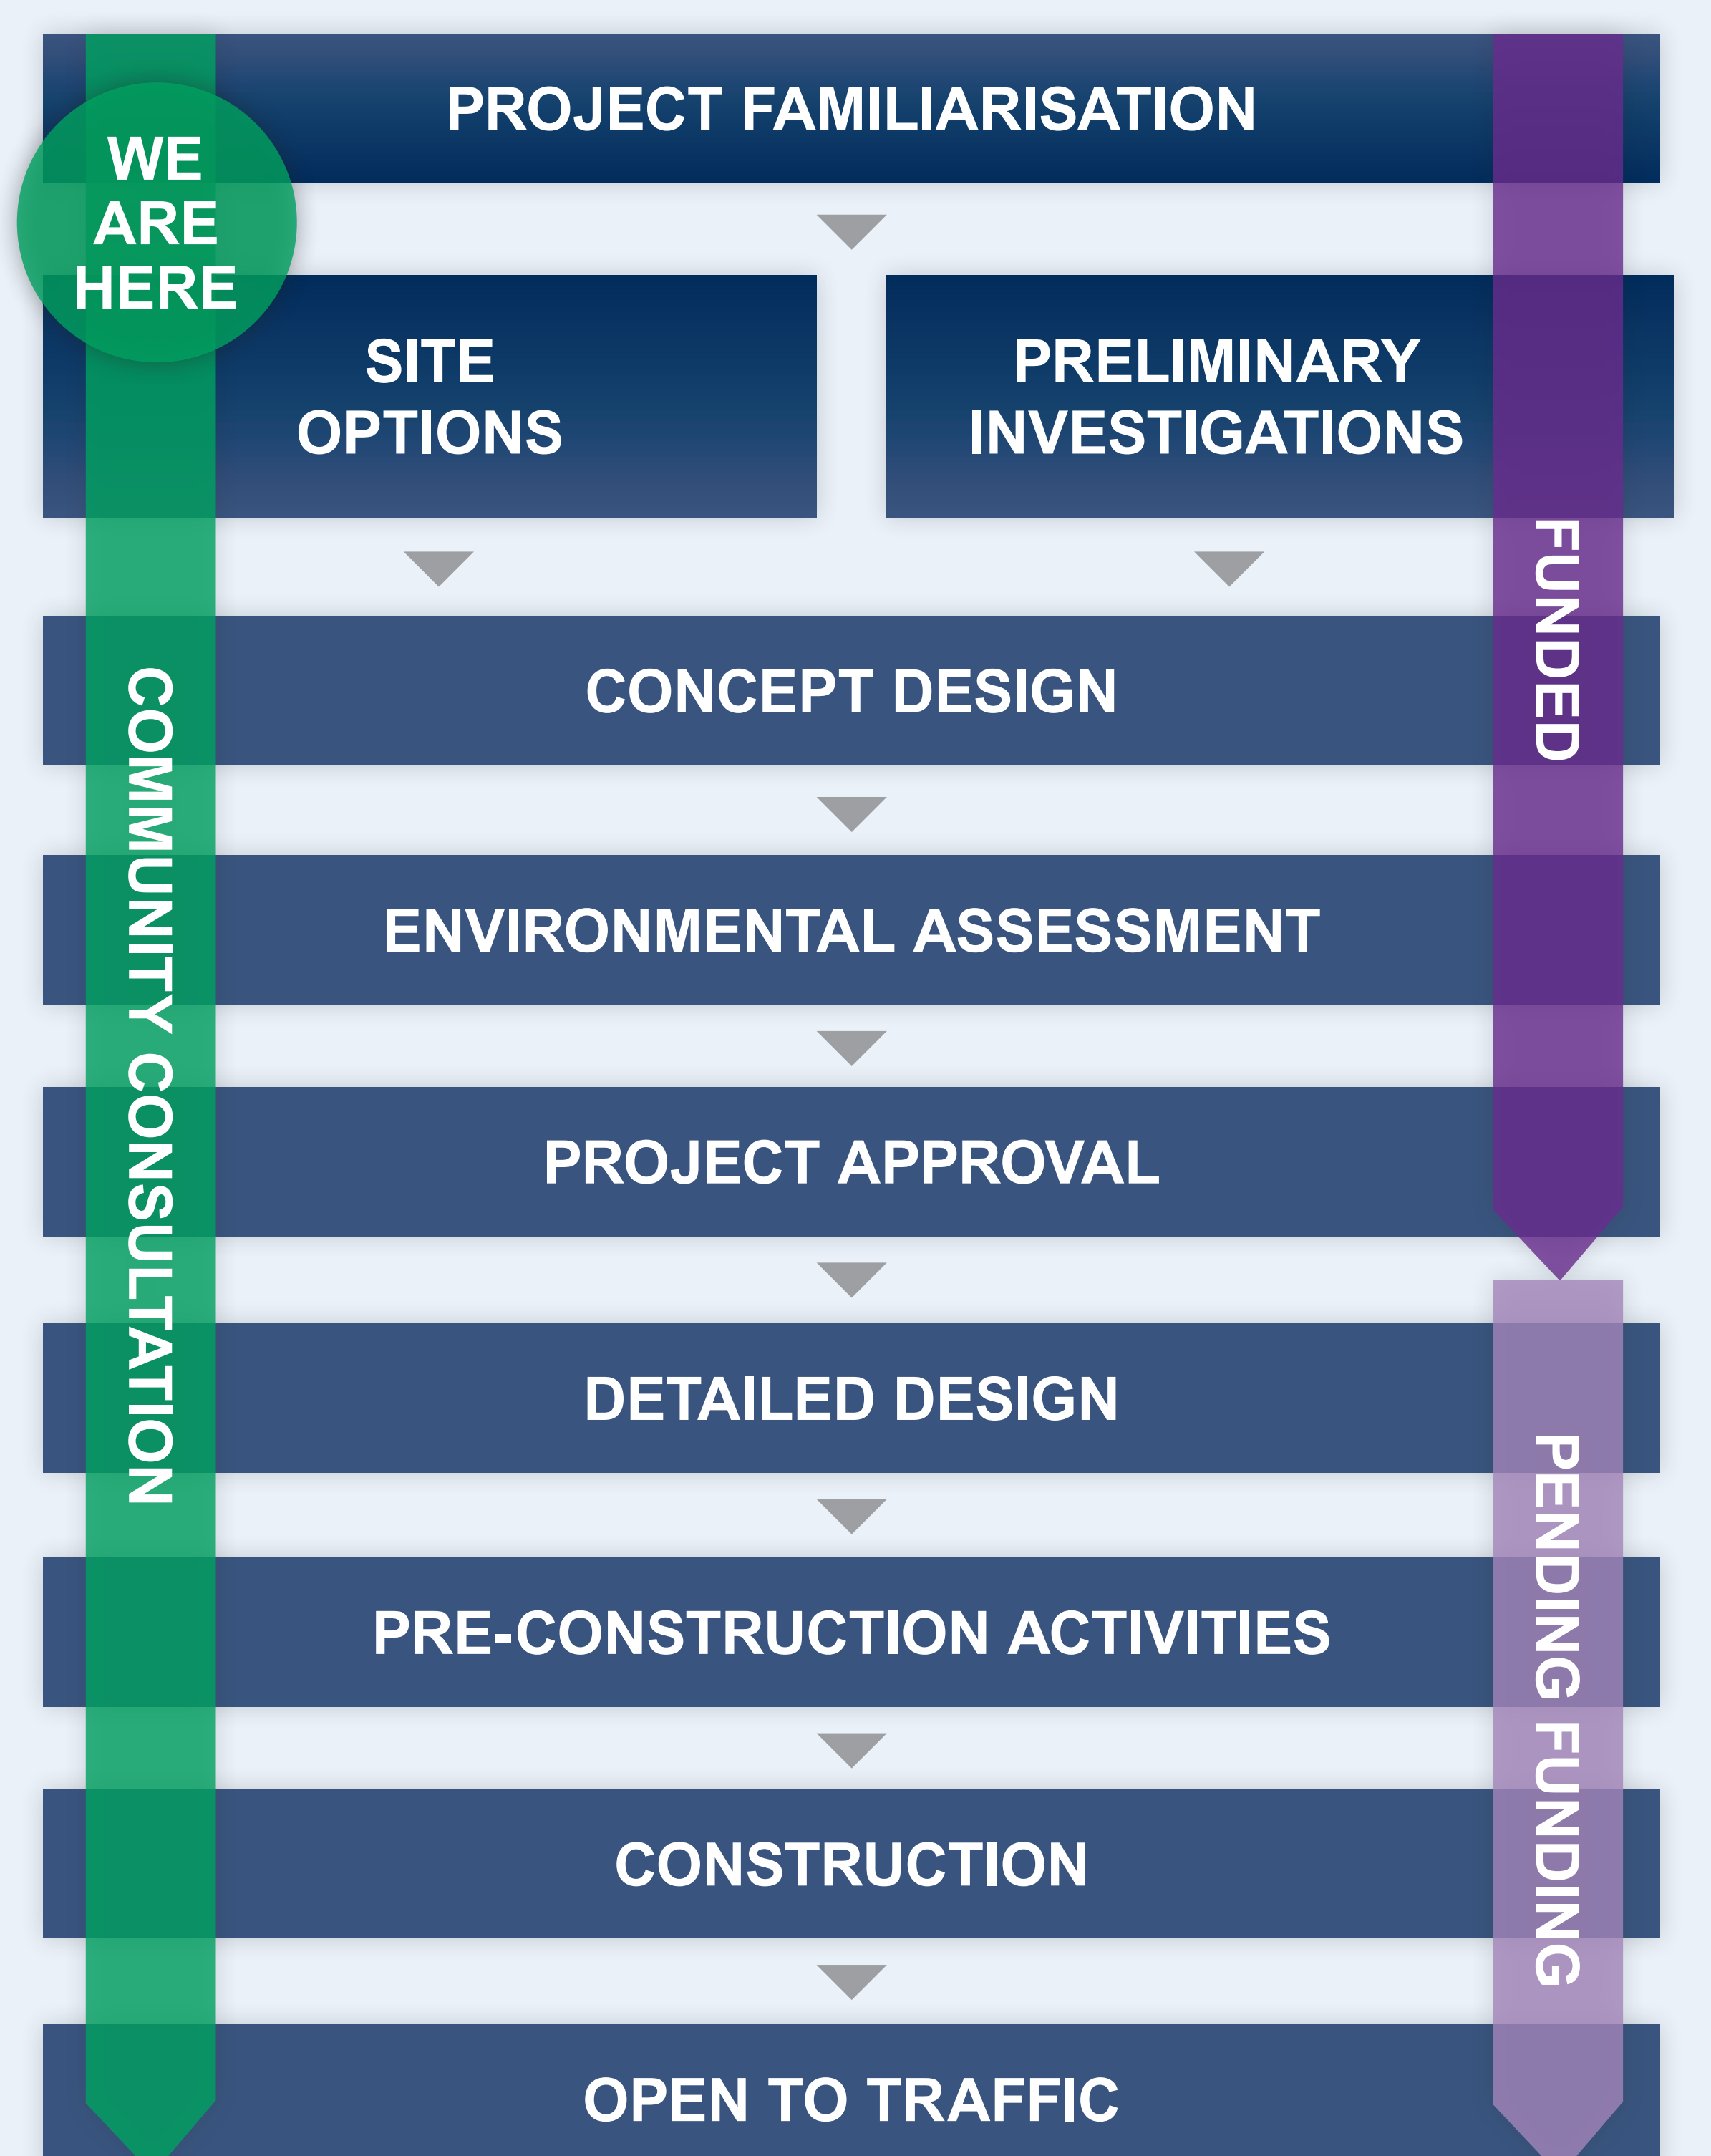 PROJECT FAMILIARISATION
WE
ARE
HERE
SITE
OPTIONS
PRELIMINARY
INVESTIGATIONS
FUNDED
CONCEPT DESIGN
COMMUNITY CONSULTATION
ENVIRONMENTAL ASSESSMENT
PROJECT APPROVAL
DETAILED DESIGN
PENDING FUNDING
PRE-CONSTRUCTION ACTIVITIES
CONSTRUCTION
OPEN TO TRAFFIC